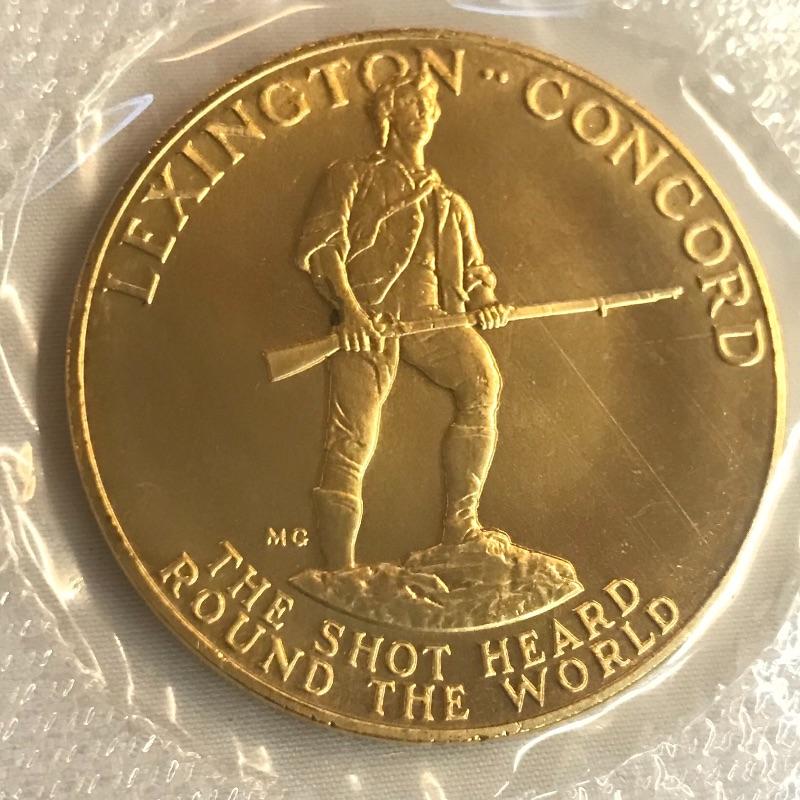 LEXINGTON·· CONCORD
MG
THE SHOT HEARD
ROUND THE WORLD